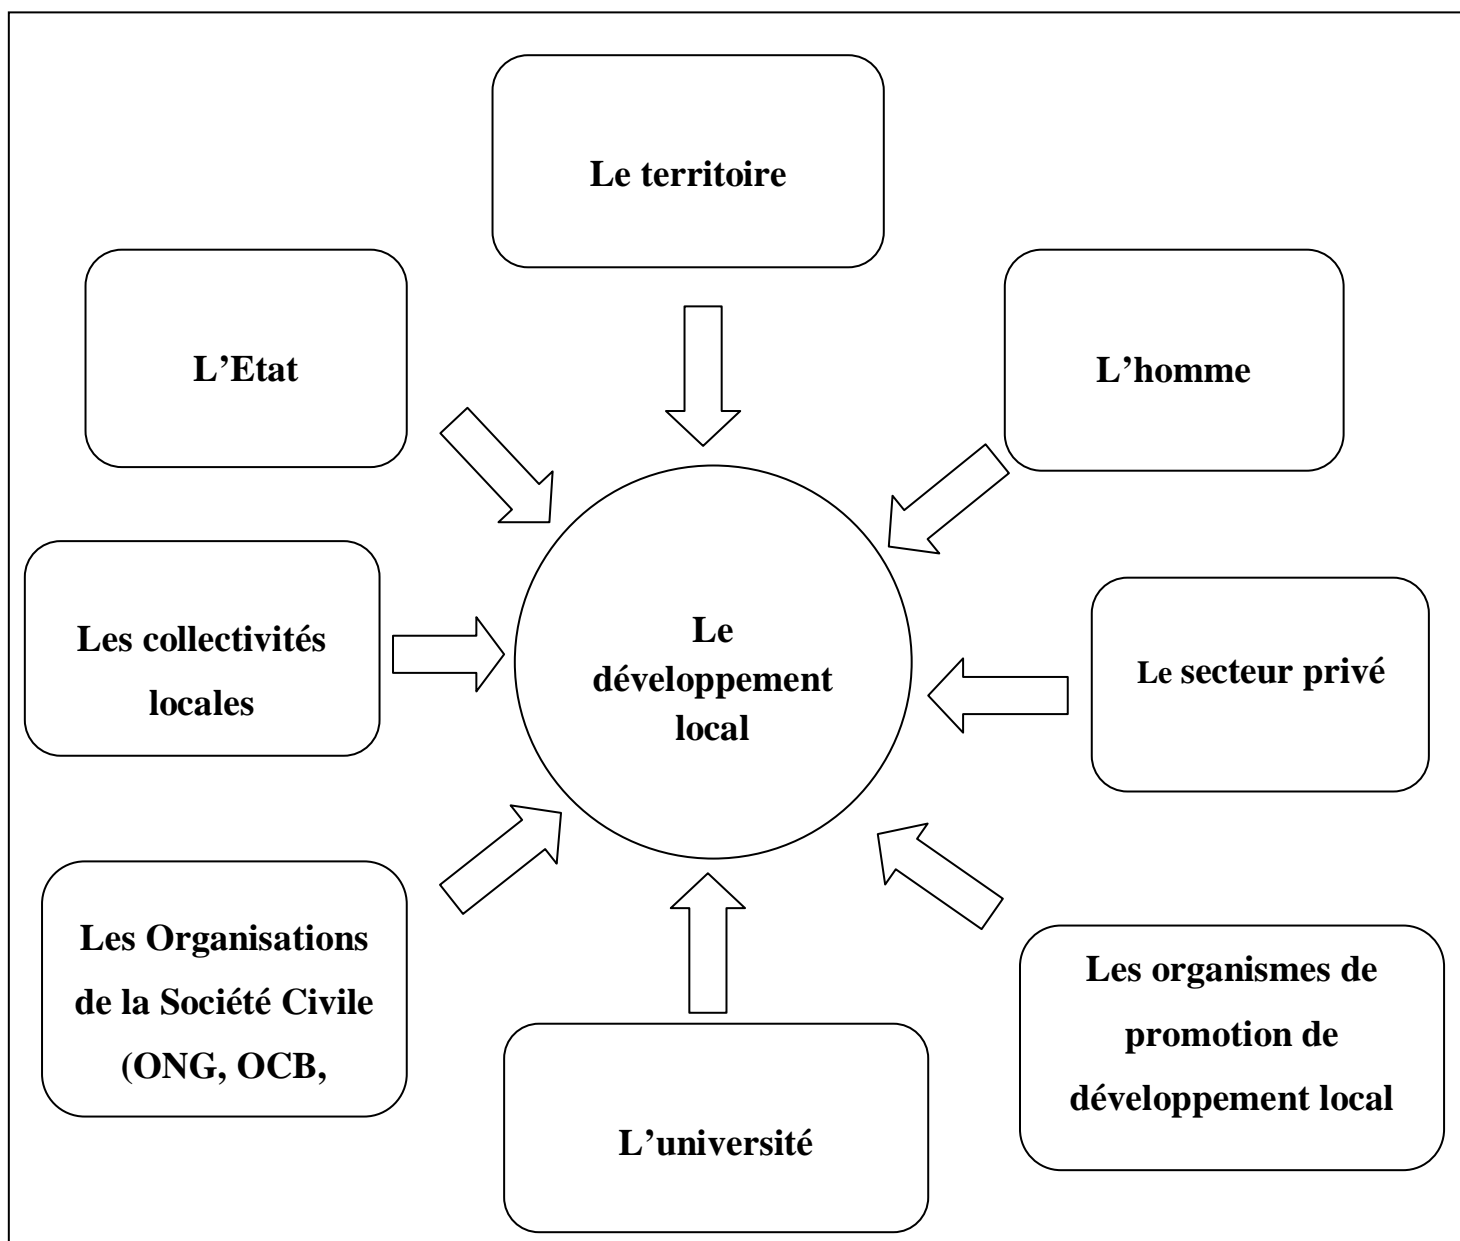 Le territoire
L’Etat
L’homme
Les collectivités
locales
Le
développement
local
Le secteur privé
Les Organisations
de la Société Civile
(ONG, OCB,
L’université
Les organismes de
promotion de
développement local